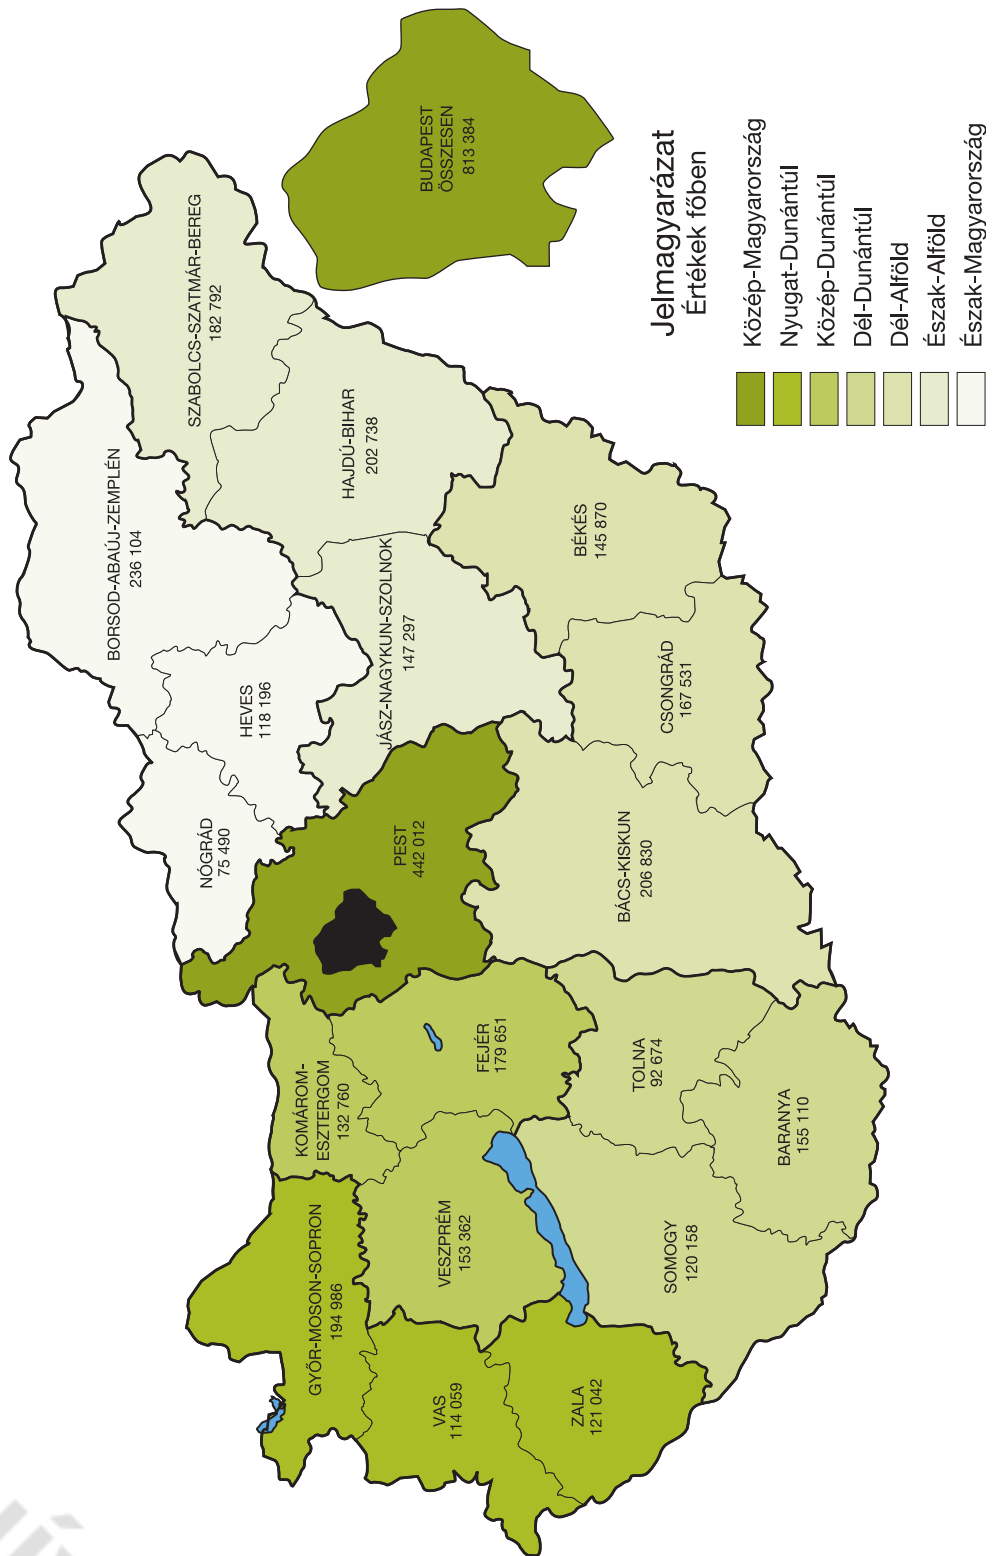 BUDAPEST
ÖSSZESEN
813 384
SZABOLCS-SZATMÁR-BEREG
182 792
BORSOD-ABAÚJ-ZEMPLÉN
236 104
HAJDÚ-BIHAR
202 738
HEVES
118 196
NÓGRÁD
75 490
JÁSZ-NAGYKUN-SZOLNOK
147 297
PEST
442 012
BÉKÉS
145 870
CSONGRÁD
167 531
BÁCS-KISKUN
206 830
KOMÁROM-
ESZTERGOM
132 760
FEJÉR
179 651
TOLNA
92 674
BARANYA
155 110
GYŐR-MOSON-SOPRON
194 986
VESZPRÉM
153 362
SOMOGY
120 158
VAS
114 059
ZALA
121 042
Jelmagyarázat
Értékek főben
Közép-Magyarország
Nyugat-Dunántúl
Közép-Dunántúl
Dél-Dunántúl
Dél-Alföld
Észak-Alföld
Észak-Magyarország